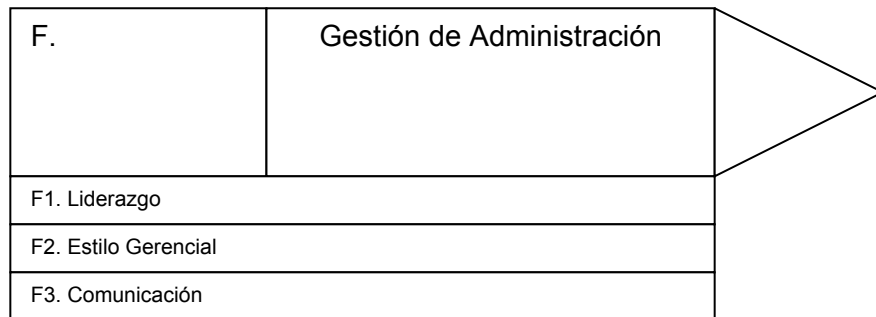 F. Gestión de Administración
F1. Liderazgo
F2. Estilo Gerencial
F3. Comunicación